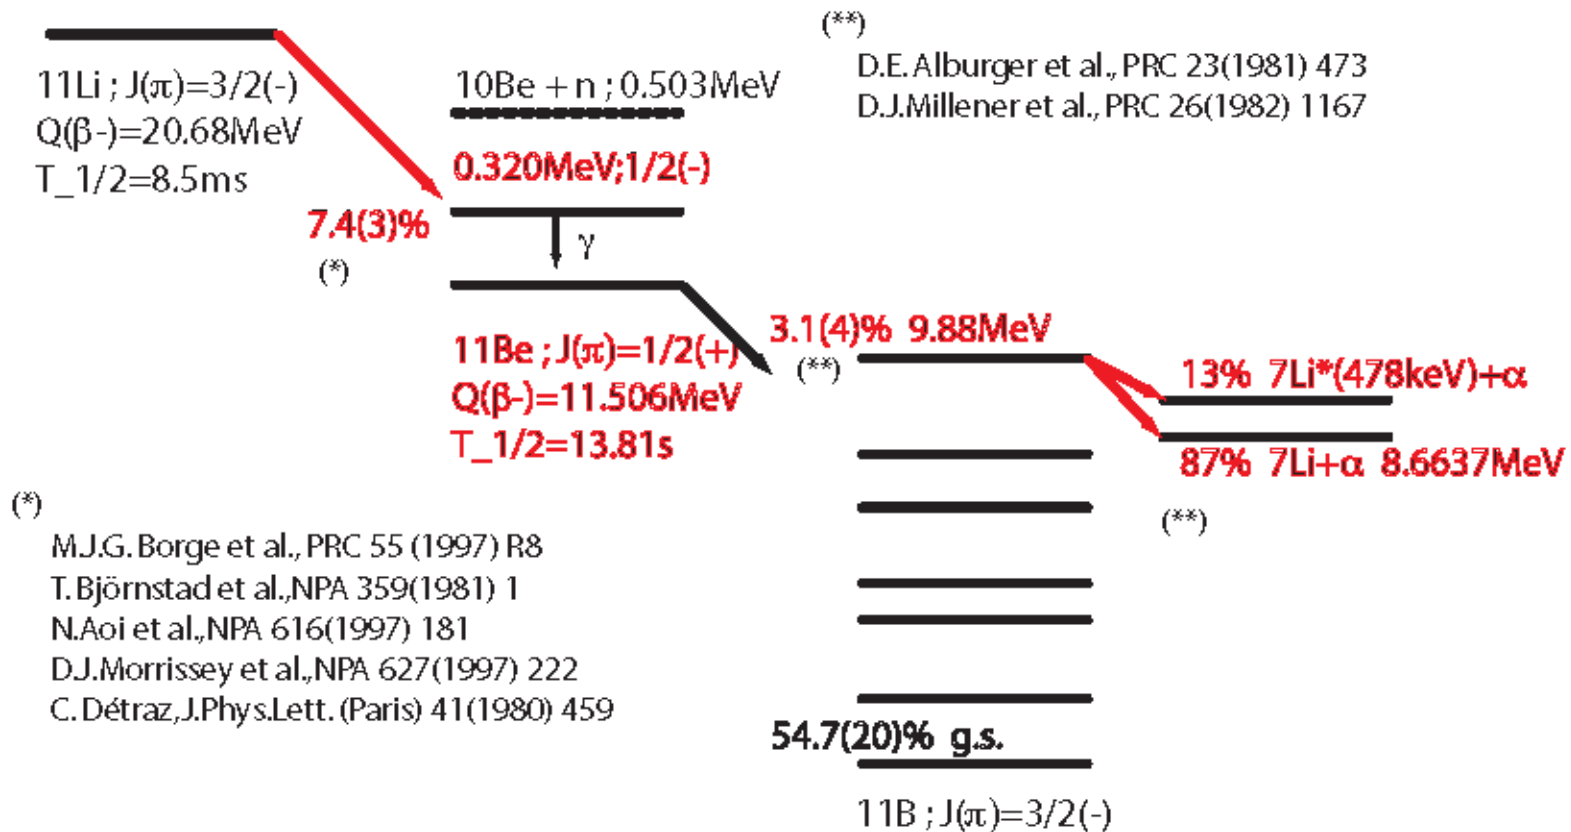 (**)
D.E. Alburger et al., PRC 23(1981) 473
D.J.Millener et al., PRC 26(1982) 1167
11Li ; J(π)=3/2(-)
Q(β-)=20.68MeV
T_1/2=8.5ms
10Be + n ; 0.503MeV
0.320MeV;1/2(-)
7.4(3)%
(*)
γ
11Be ; J(π)=1/2(+)
Q(β-)=11.506MeV
T_1/2=13.81s
3.1(4)% 9.88MeV
(**)
13% 7Li*(478keV)+α
87% 7Li+α 8.6637MeV
(**)
(*)
M.J.G. Borge et al., PRC 55 (1997) R8
T. Björnstad et al.,NPA 359(1981) 1
N.Aoi et al.,NPA 616(1997) 181
D.J.Morrissey et al.,NPA 627(1997) 222
C. Détraz,J.Phys.Lett. (Paris) 41(1980) 459
54.7(20)% g.s.
11B ; J(π)=3/2(-)